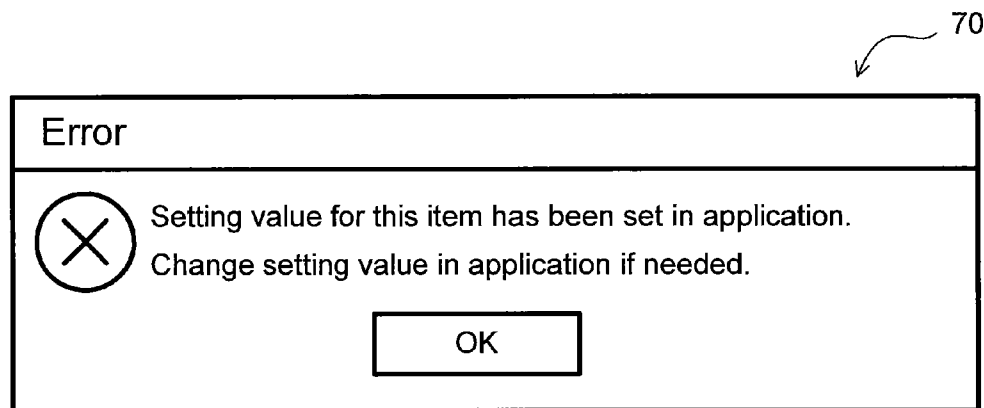 70
Error
Setting value for this item has been set in application.
Change setting value in application if needed.
OK